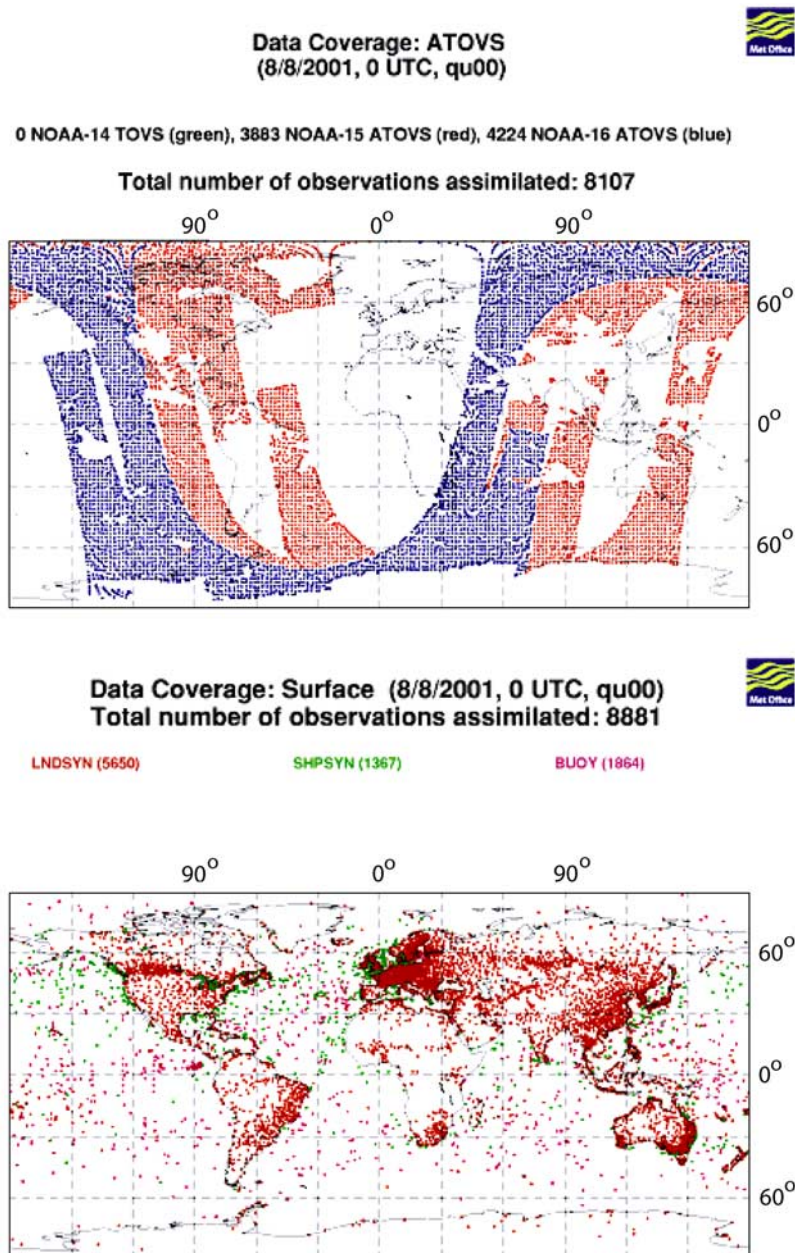 Met Office
Data Coverage: ATOVS
(8/8/2001, 0 UTC, qu00)
0 NOAA-14 TOVS (green), 3883 NOAA-15 ATOVS (red), 4224 NOAA-16 ATOVS (blue)
Total number of observations assimilated: 8107
90° 0° 90°
60°
0°
60°
Met Office
Data Coverage: Surface (8/8/2001, 0 UTC, qu00)
Total number of observations assimilated: 8881
LNDSYN (5650) SHPSYN (1367) BUOY (1864)
90° 0° 90°
60°
0°
60°